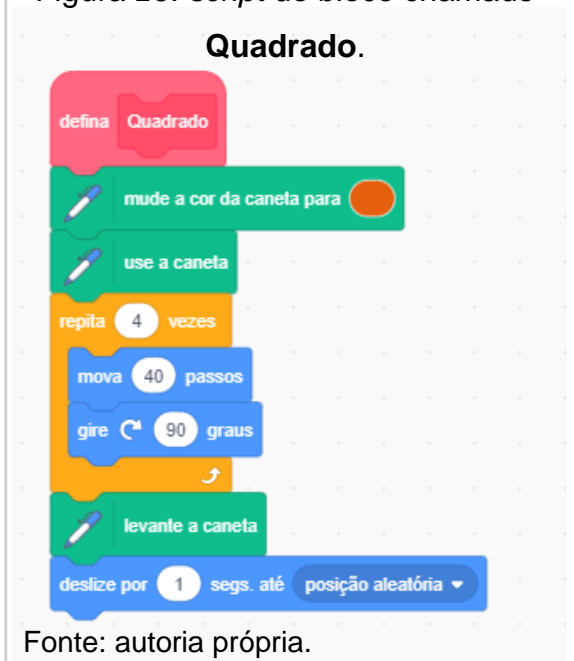 Quadrado.
defina Quadrado
mude a cor da caneta para
use a caneta
repita 4 vezes
mova 40 passos
gire 90 graus
levante a caneta
deslize por 1 segs. até posição aleatória
Fonte: autoria própria.